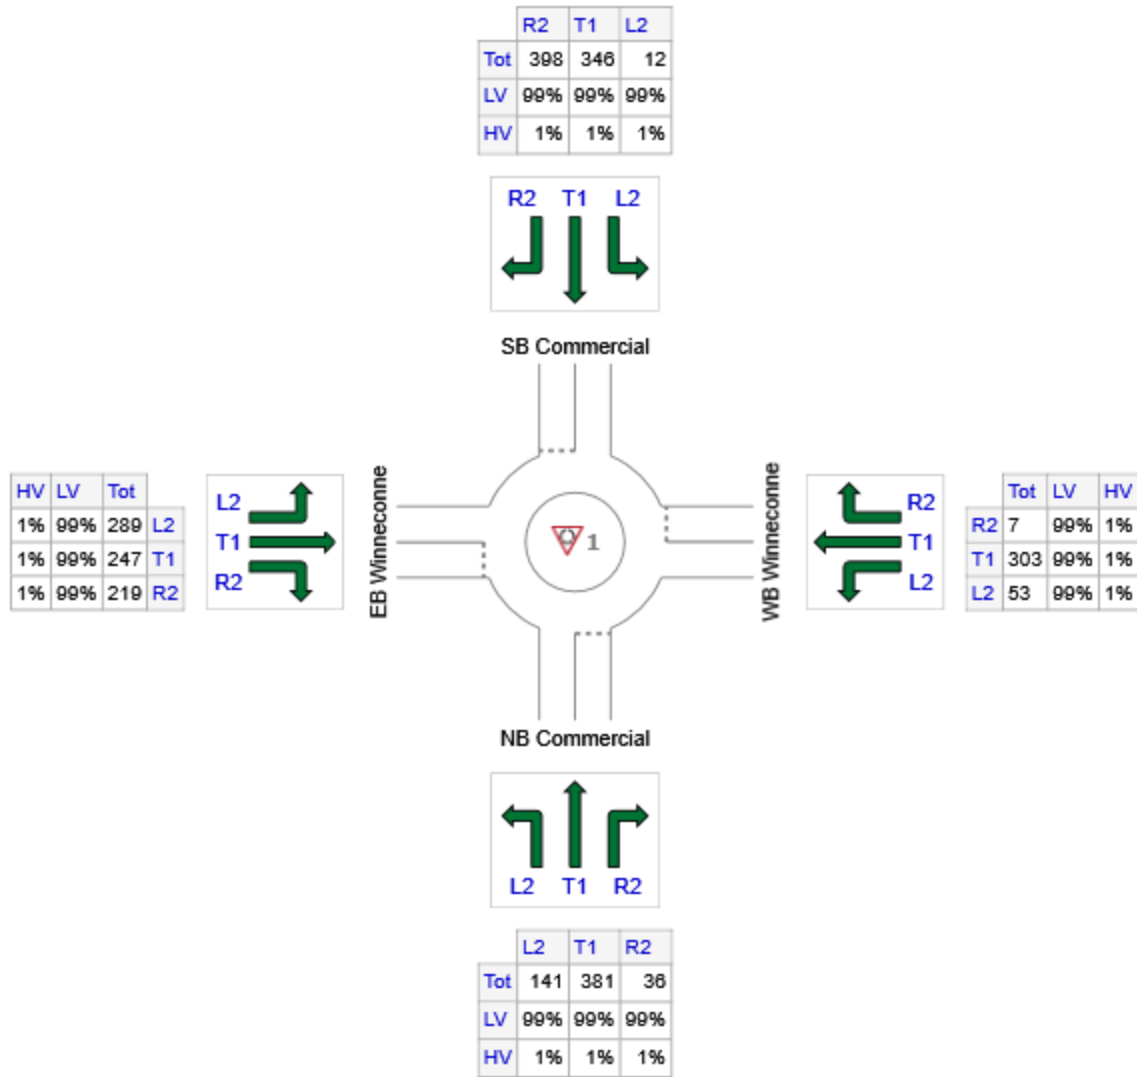 R2 T1 L2
Tot 398 346 12
LV 99% 99% 99%
HV 1% 1% 1%
R2 T1 L2
SB Commercial
HV LV Tot
1% 99% 289 L2
1% 99% 247 T1
1% 99% 219 R2
L2
T1
R2
EB Winneconne
1
WB Winneconne
R2
T1
L2
Tot LV HV
R2 7 99% 1%
T1 303 99% 1%
L2 53 99% 1%
NB Commercial
L2 T1 R2
L2 T1 R2
Tot 141 381 36
LV 99% 99% 99%
HV 1% 1% 1%